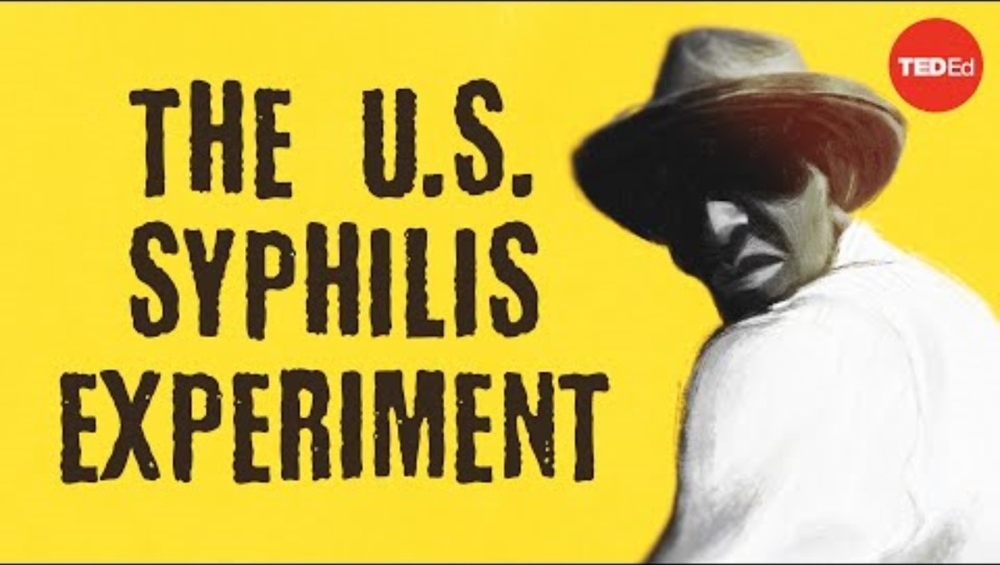 THE U.S.
SYPHILIS
EXPERIMENT
TEDEd